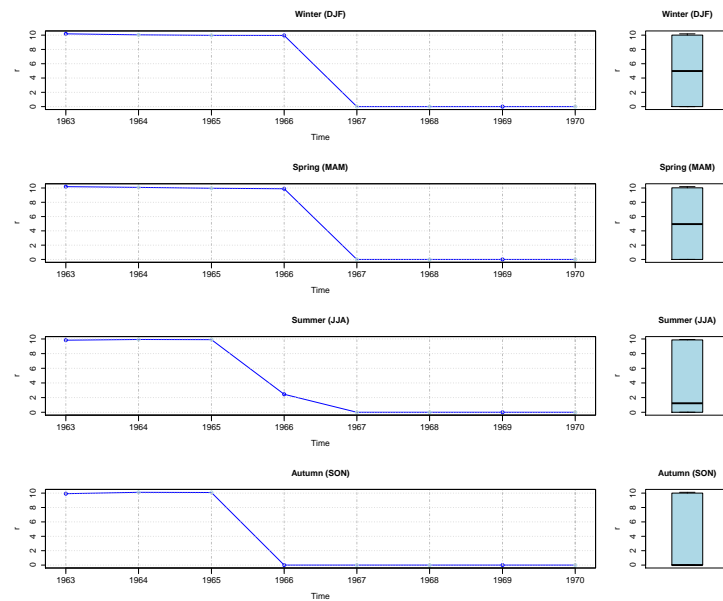 Winter (DJF)
r
0 2 4 6 8 10
1963 1964 1965 1966 1967 1968 1969 1970
Time
Winter (DJF)
r
0 2 4 6 8 10
Spring (MAM)
r
0 2 4 6 8 10
1963 1964 1965 1966 1967 1968 1969 1970
Time
Spring (MAM)
r
0 2 4 6 8 10
Summer (JJA)
r
0 2 4 6 8 10
1963 1964 1965 1966 1967 1968 1969 1970
Time
Summer (JJA)
r
0 2 4 6 8 10
Autumn (SON)
r
0 2 4 6 8 10
1963 1964 1965 1966 1967 1968 1969 1970
Time
Autumn (SON)
r
0 2 4 6 8 10